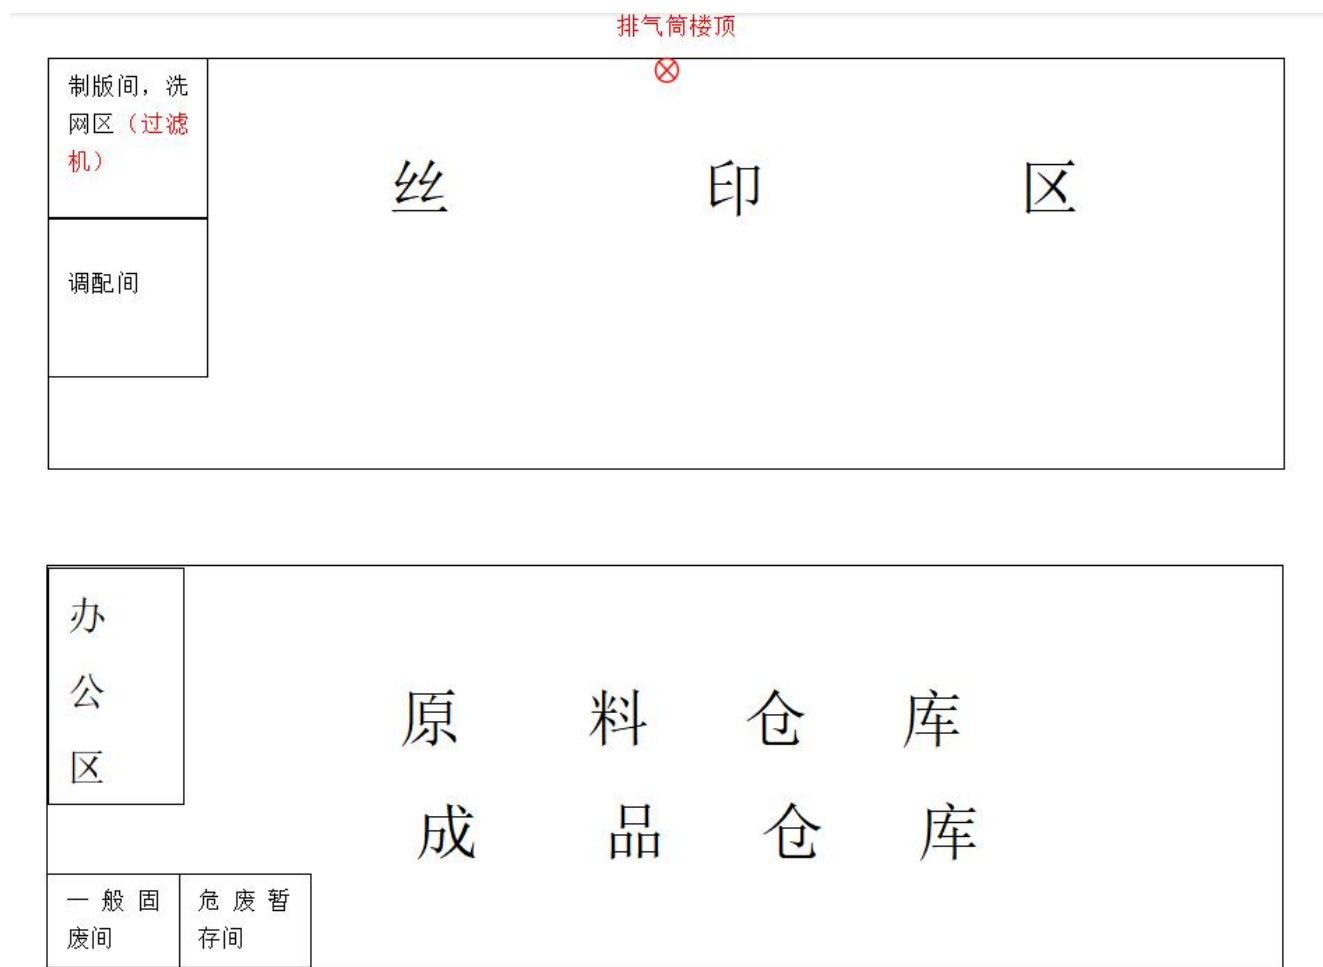 排气筒楼顶
制版间，洗
网区（过滤
机）
丝印区
调配间
办
公
区
原料仓库
成品仓库
一般固
废间
危废暂
存间